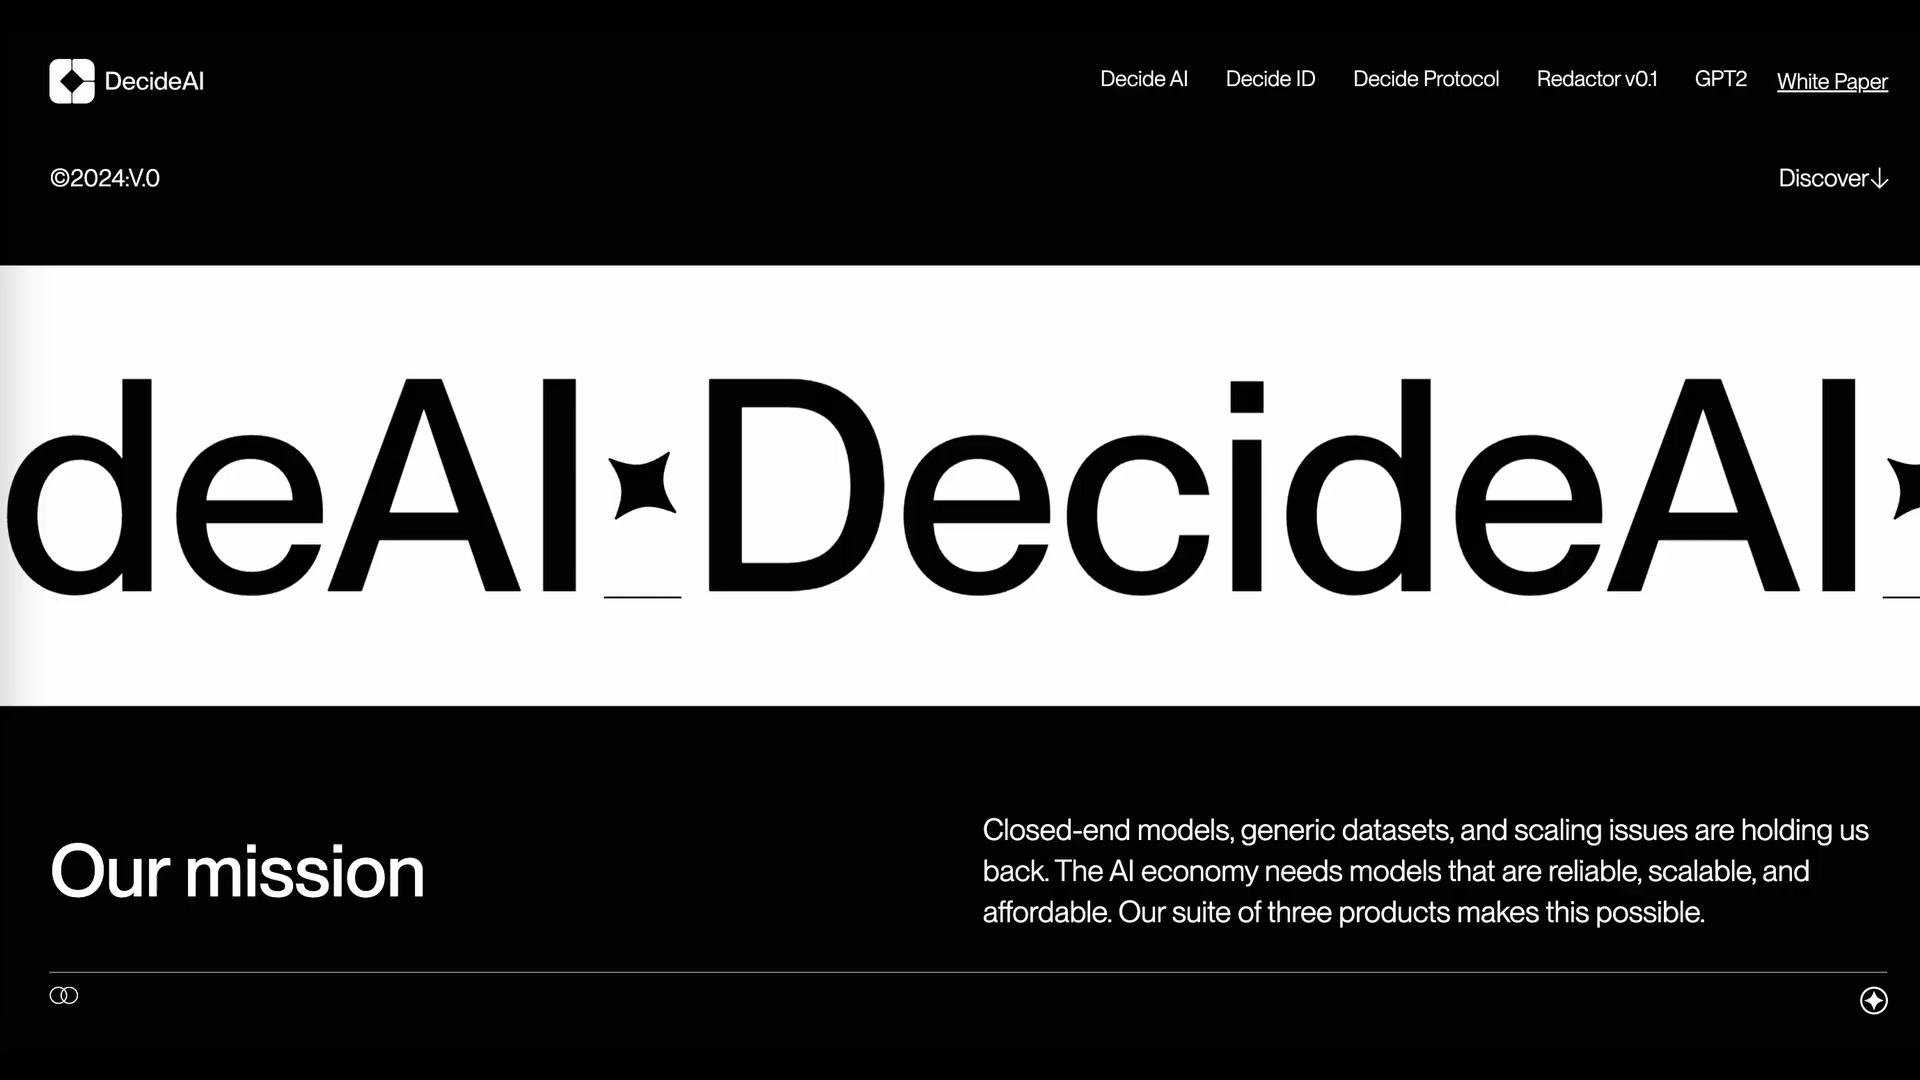 DecideAI
Decide AI
Decide ID
Decide Protocol
Redactor v0.1
GPT2
White Paper
©2024:V.0
Discover↓
deAI DecideAI
Our mission
Closed-end models, generic datasets, and scaling issues are holding us
back. The AI economy needs models that are reliable, scalable, and
affordable. Our suite of three products makes this possible.